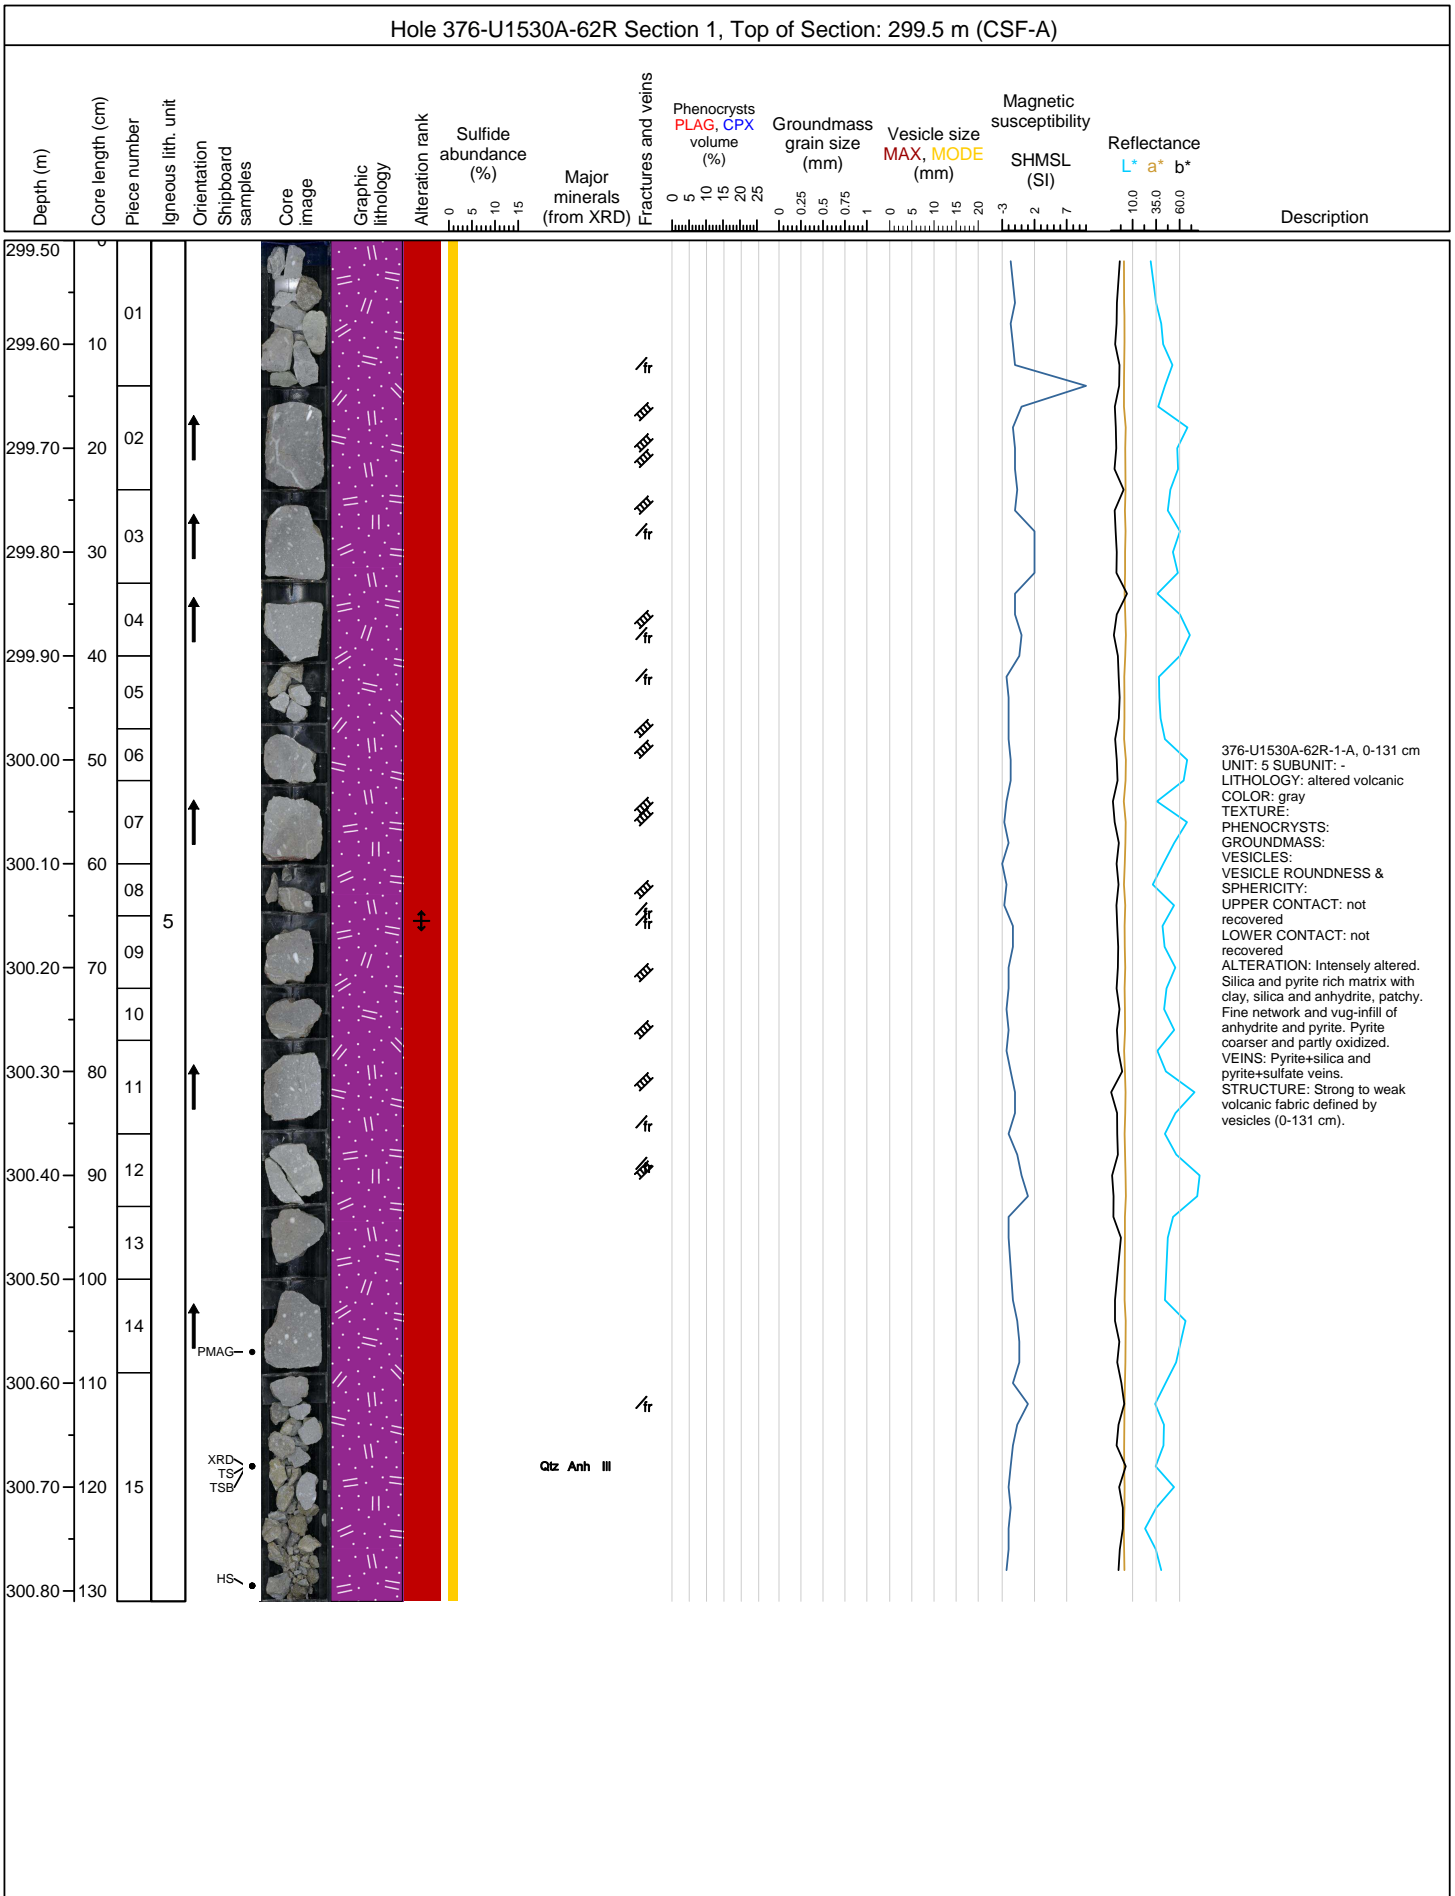 Hole 376-U1530A-62R Section 1, Top of Section: 299.5 m (CSF-A)
Depth (m)
Core length (cm)
Piece number
Igneous lith. unit
Orientation
Shipboard
samples
Core
image
Graphic
lithology
Alteration rank
Sulfide
abundance
(%)
0 5 10 15
Major
minerals
(from XRD)
Fractures and veins
Phenocrysts
PLAG, CPX
volume
(%)
0 5 10 15 20 25
Groundmass
grain size
(mm)
0 0.25 0.5 0.75 1
Vesicle size
MAX, MODE
(mm)
0 5 10 15 20
Magnetic
susceptibility
SHMSL
(SI)
-3 2 7
Reflectance
L* a* b*
10.0 35.0 60.0
Description
299.50 0
01
299.60 10
fr
02
299.70 20
03
fr
299.80 30
04
fr
299.90 40
fr
05
06
300.00 50
07
300.10 60
08
fr
5
fr
09
300.20 70
10
300.30 80
11
fr
12
300.40 90
13
300.50 100
14
PMAG
300.60 110
fr
XRD
Qtz Anh Ill
TS
TSB
300.70 120
15
HS
300.80 130
376-U1530A-62R-1-A, 0-131 cm
UNIT: 5 SUBUNIT: -
LITHOLOGY: altered volcanic
COLOR: gray
TEXTURE:
PHENOCRYSTS:
GROUNDMASS:
VESICLES:
VESICLE ROUNDNESS &
SPHERICITY:
UPPER CONTACT: not
recovered
LOWER CONTACT: not
recovered
ALTERATION: Intensely altered.
Silica and pyrite rich matrix with
clay, silica and anhydrite, patchy.
Fine network and vug-infill of
anhydrite and pyrite. Pyrite
coarser and partly oxidized.
VEINS: Pyrite+silica and
pyrite+sulfate veins.
STRUCTURE: Strong to weak
volcanic fabric defined by
vesicles (0-131 cm).